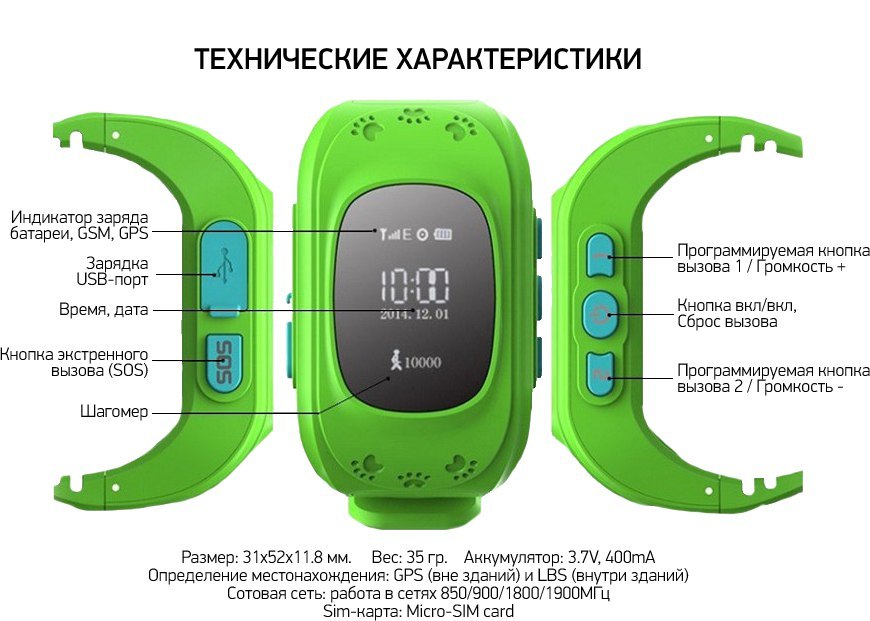 ТЕХНИЧЕСКИЕ ХАРАКТЕРИСТИКИ
Индикатор заряда
батареи, GSM, GPS
Зарядка
USB-порт
Время, дата
Кнопка экстренного
вызова (SOS)
Шагомер
SOS
E
10:00
2014.12.01
10000
Программируемая кнопка
вызова 1 / Громкость +
Кнопка вкл/вкл,
Сброс вызова
Программируемая кнопка
вызова 2 / Громкость -
Размер: 31x52x11.8 мм. Вес: 35 гр. Аккумулятор: 3.7V, 400mA
Определение местонахождения: GPS (вне зданий) и LBS (внутри зданий)
Сотовая сеть: работа в сетях 850/900/1800/1900МГц
Sim-карта: Micro-SIM card